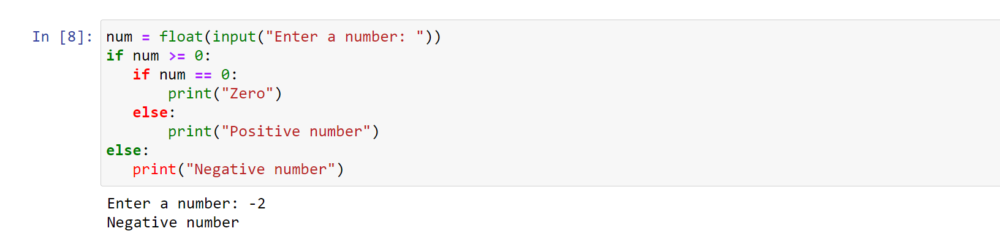 In [8]: num = float(input("Enter a number: "))
if num >= 0:
   if num == 0:
       print("Zero")
   else:
       print("Positive number")
else:
   print("Negative number")
Enter a number: -2
Negative number